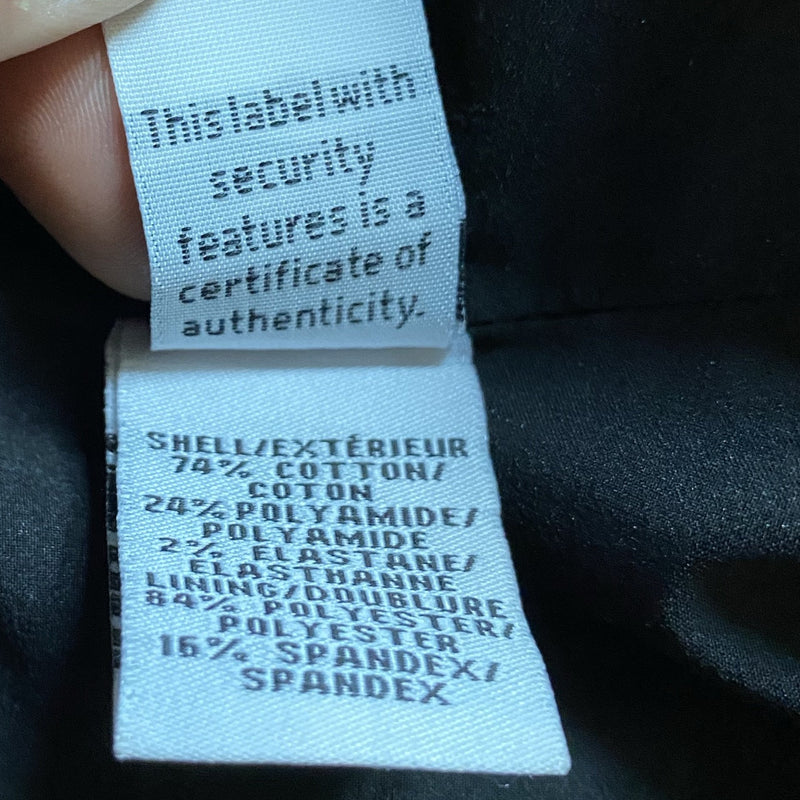 This label with
security
features is a
certificate of
authenticity.
SHELL/EXTÉRIEUR
74% COTTON/
COTON
24% POLYAMIDE/
POLYAMIDE
2% ELASTANE/
ÉLASTHANNE
LINING/DOUBLURE
84% POLYESTER/
POLYESTER
16% SPANDEX/
SPANDEX